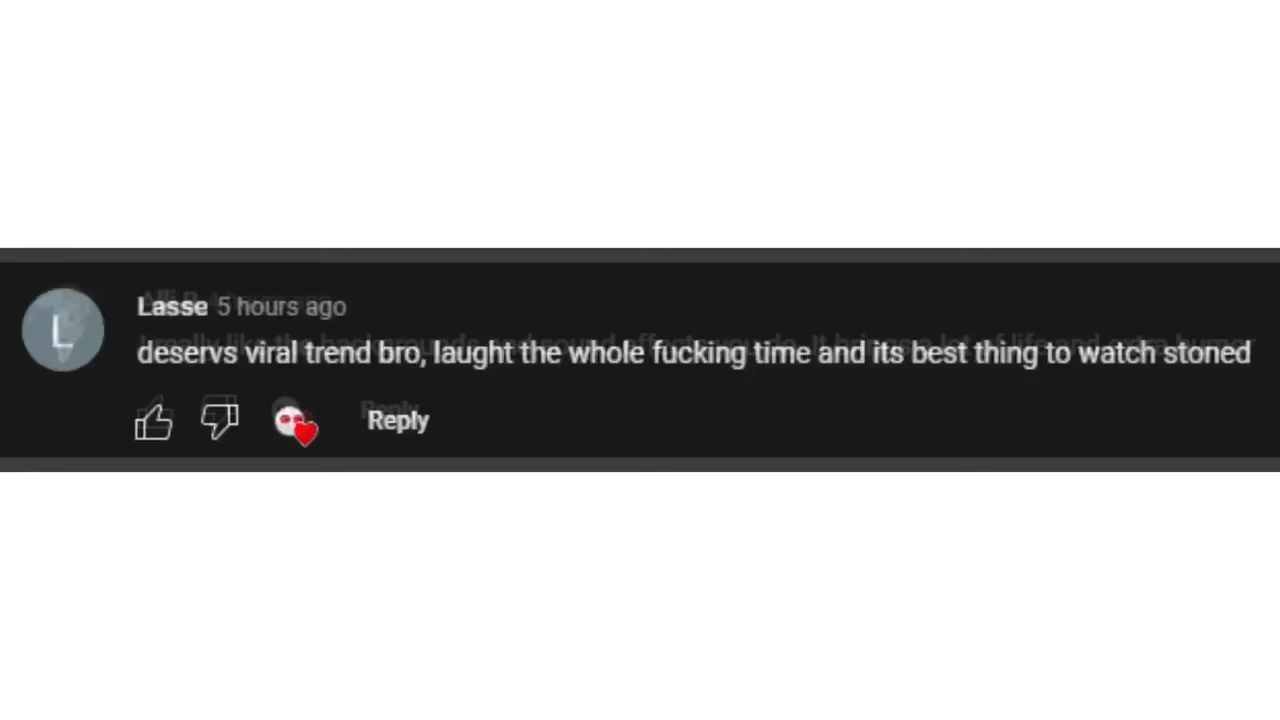 L
Lasse 5 hours ago
deservs viral trend bro, laught the whole fucking time and its best thing to watch stoned
Reply